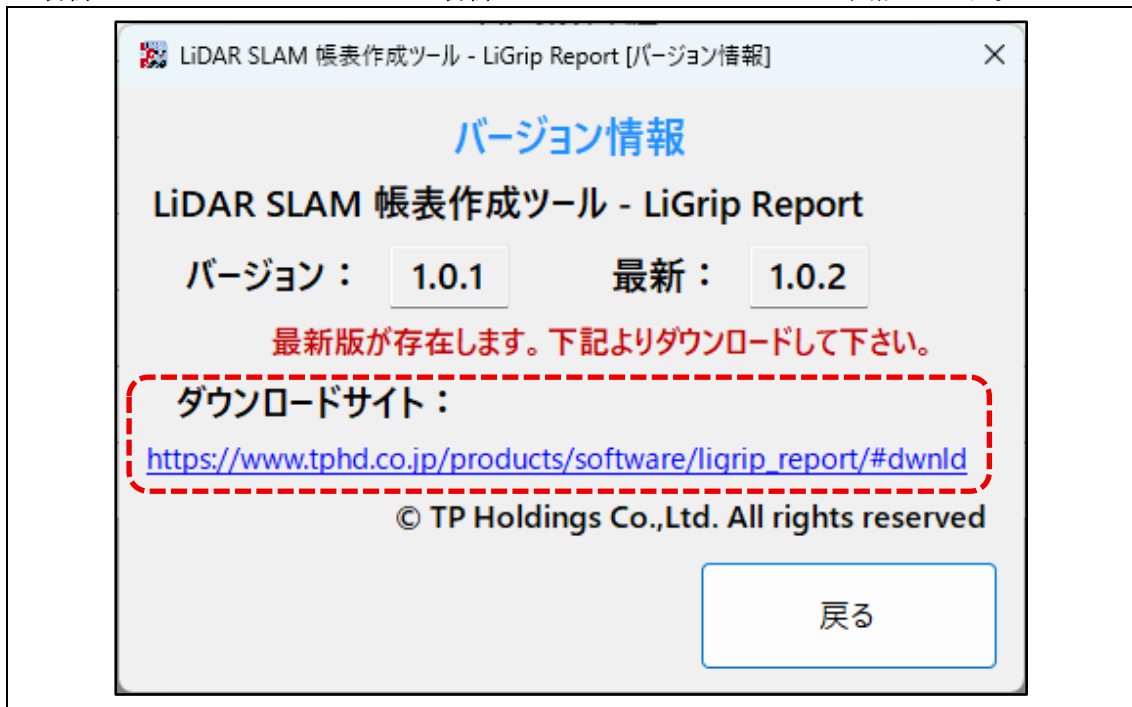 LiDAR SLAM 帳表作成ツール - LiGrip Report [バージョン情報]
バージョン情報
LiDAR SLAM 帳表作成ツール - LiGrip Report
バージョン： 1.0.1 最新： 1.0.2
最新版が存在します。下記よりダウンロードして下さい。
ダウンロードサイト：
https://www.tphd.co.jp/products/software/ligrip_report/#dwnld
© TP Holdings Co.,Ltd. All rights reserved
戻る